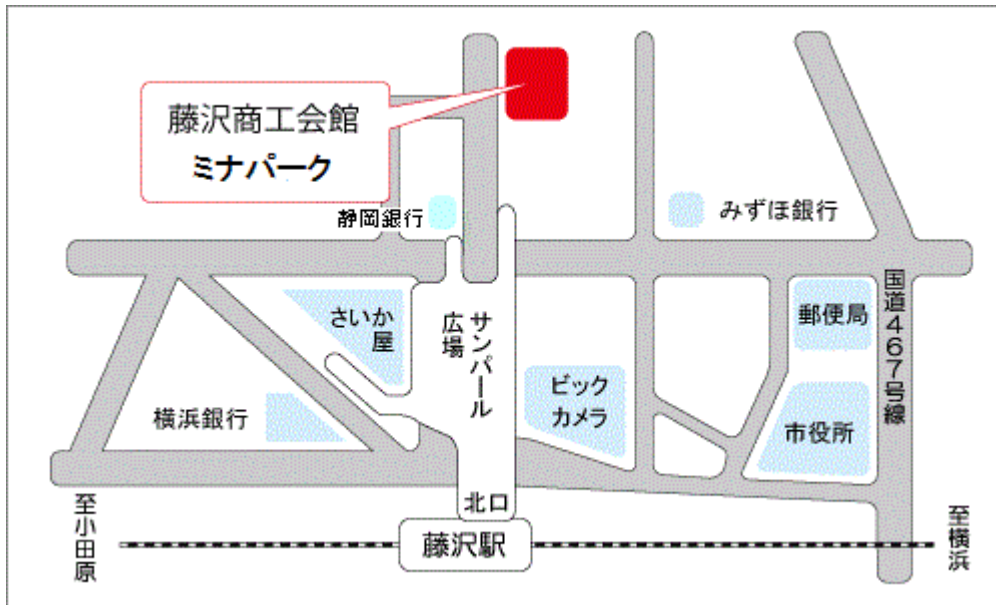 藤沢商工会館
ミナパーク
静岡銀行
みずほ銀行
さいか
屋
サンパール
広場
ビック
カメラ
郵便局
国道467号線
横浜銀行
市役所
北口
藤沢駅
至小田原
至横浜